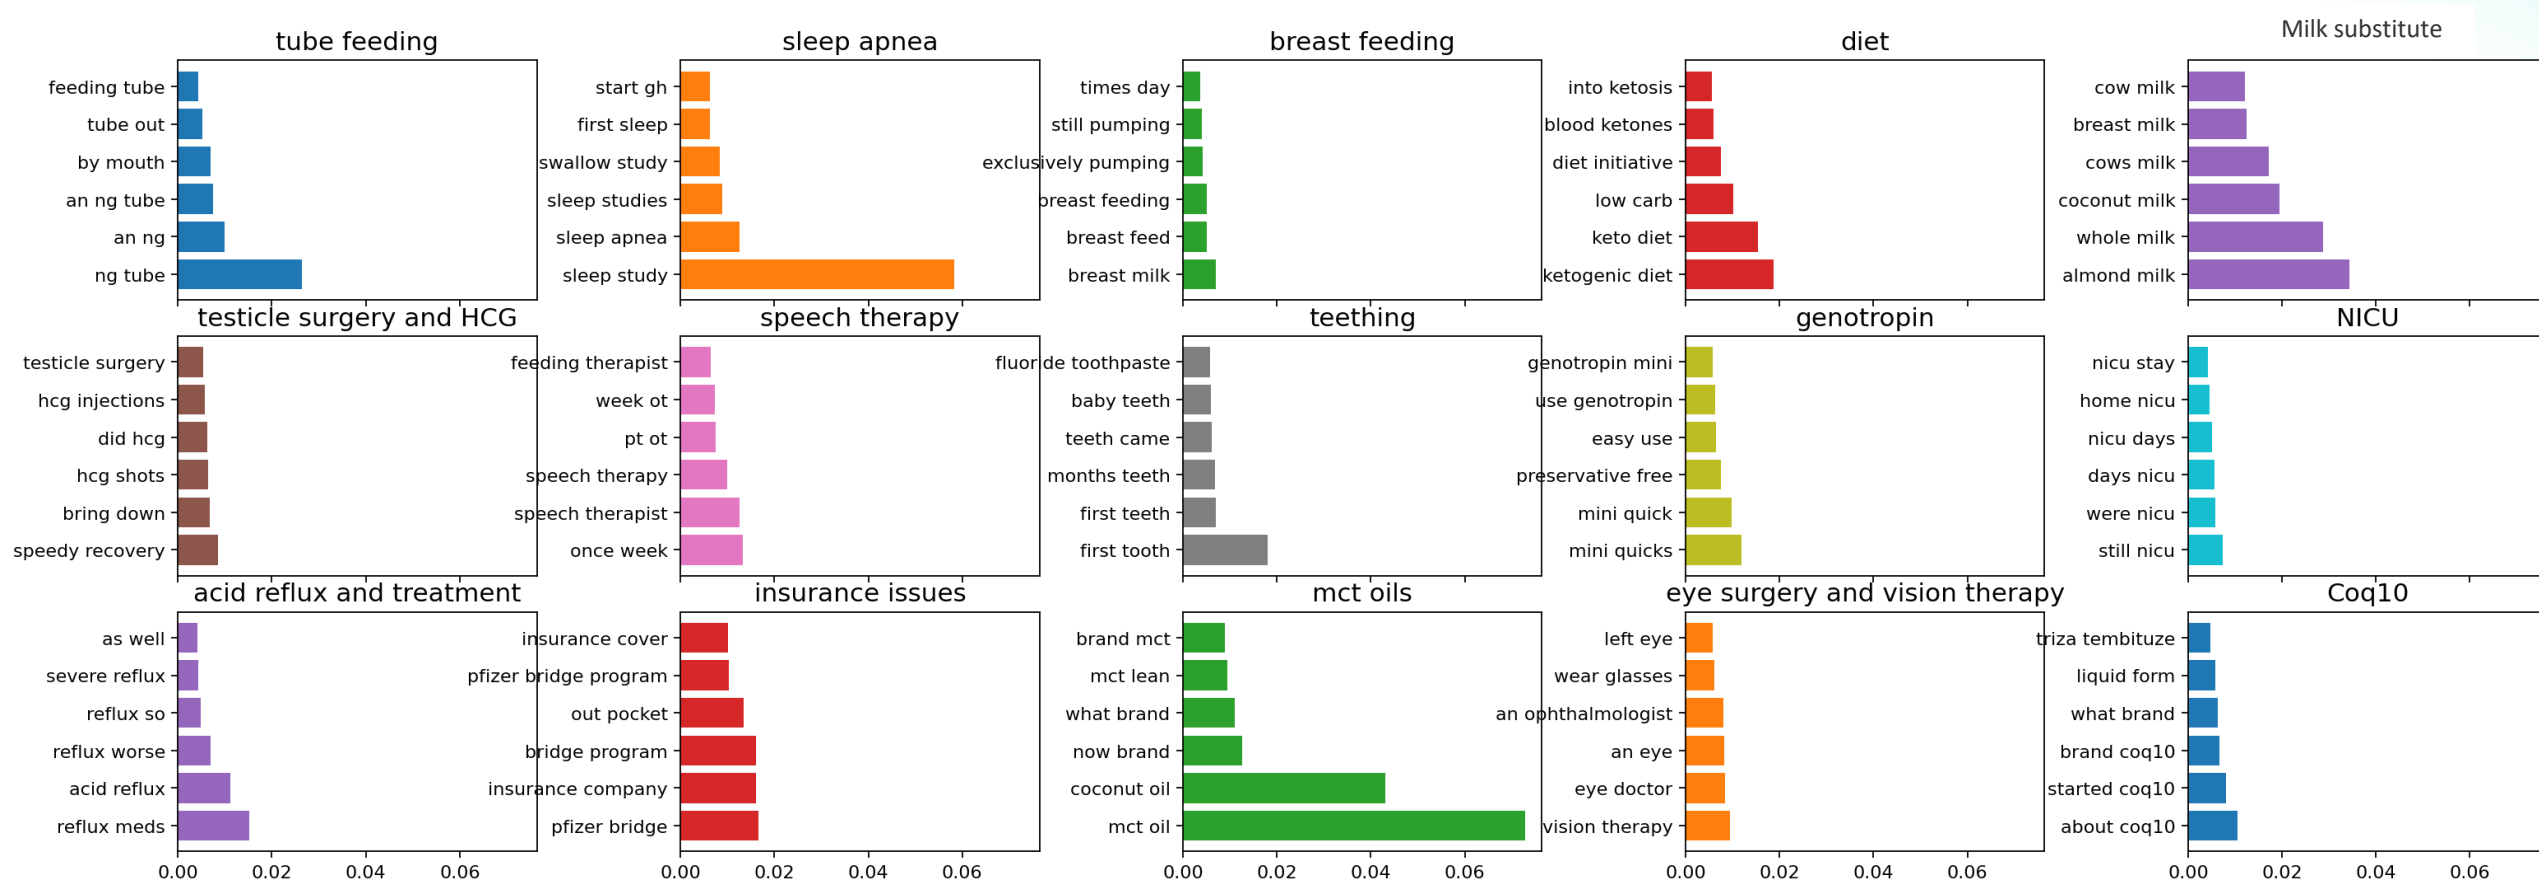 tube feeding
feeding tube
tube out
by mouth
an ng tube
an ng
ng tube
sleep apnea
start gh
first sleep
swallow study
sleep studies
sleep apnea
sleep study
breast feeding
times day
still pumping
exclusively pumping
breast feeding
breast feed
breast milk
diet
into ketosis
blood ketones
diet initiative
low carb
keto diet
ketogenic diet
Milk substitute
cow milk
breast milk
cows milk
coconut milk
whole milk
almond milk
testicle surgery and HCG
testicle surgery
hcg injections
did hcg
hcg shots
bring down
speedy recovery
speech therapy
feeding therapist
week ot
pt ot
speech therapy
speech therapist
once week
teething
fluoride toothpaste
baby teeth
teeth came
months teeth
first teeth
first tooth
genotropin
genotropin mini
use genotropin
easy use
preservative free
mini quick
mini quicks
NICU
nicu stay
home nicu
nicu days
days nicu
were nicu
still nicu
acid reflux and treatment
as well
severe reflux
reflux so
reflux worse
acid reflux
reflux meds
0.00 0.02 0.04 0.06
insurance issues
insurance cover
pfizer bridge program
out pocket
bridge program
insurance company
pfizer bridge
0.00 0.02 0.04 0.06
mct oils
brand mct
mct lean
what brand
now brand
coconut oil
mct oil
0.00 0.02 0.04 0.06
eye surgery and vision therapy
left eye
wear glasses
an ophthalmologist
an eye
eye doctor
vision therapy
0.00 0.02 0.04 0.06
Coq10
triza tembituze
liquid form
what brand
brand coq10
started coq10
about coq10
0.00 0.02 0.04 0.06